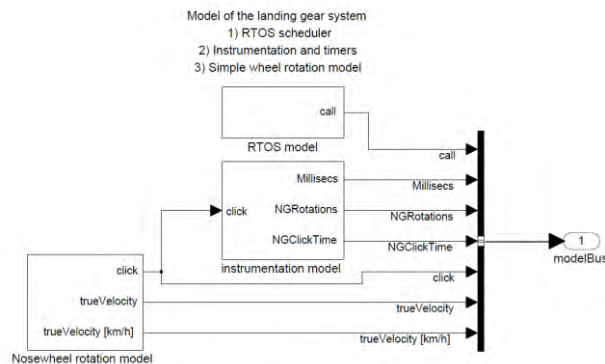 Model of the landing gear system
1) RTOS scheduler
2) Instrumentation and timers
3) Simple wheel rotation model
call
RTOS model
call
click
Millisecs
NGRotations
NGClickTime
instrumentation model
Millisecs
NGRotations
NGClickTime
click
trueVelocity
trueVelocity [km/h]
Nosewheel rotation model
click
trueVelocity
trueVelocity [km/h]
1
modelBus